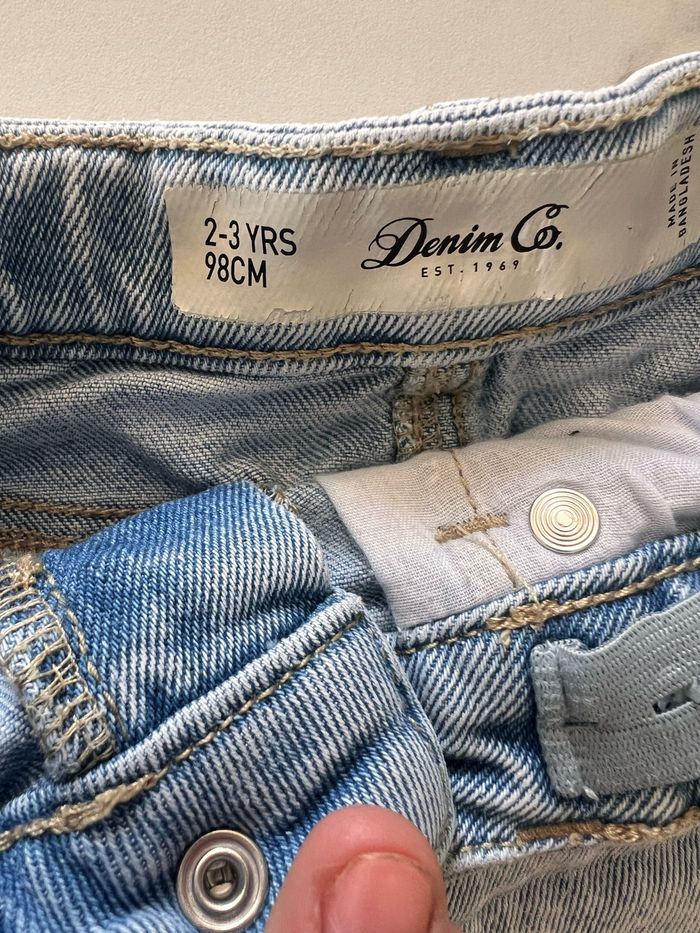 2-3 YRS
98CM
Denim Co.
EST. 1969
MADE IN
BANGLADESH